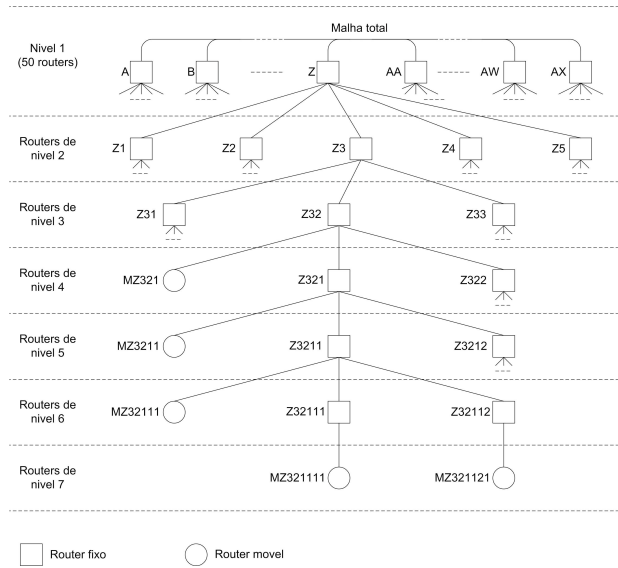 Malha total
Nivel 1
(50 routers)
A B Z AA AW AX
Routers de
nivel 2
Z1 Z2 Z3 Z4 Z5
Routers de
nivel 3
Z31 Z32 Z33
Routers de
nivel 4
MZ321 Z321 Z322
Routers de
nivel 5
MZ3211 Z3211 Z3212
Routers de
nivel 6
MZ32111 Z32111 Z32112
Routers de
nivel 7
MZ321111 MZ321121
Router fixo Router movel